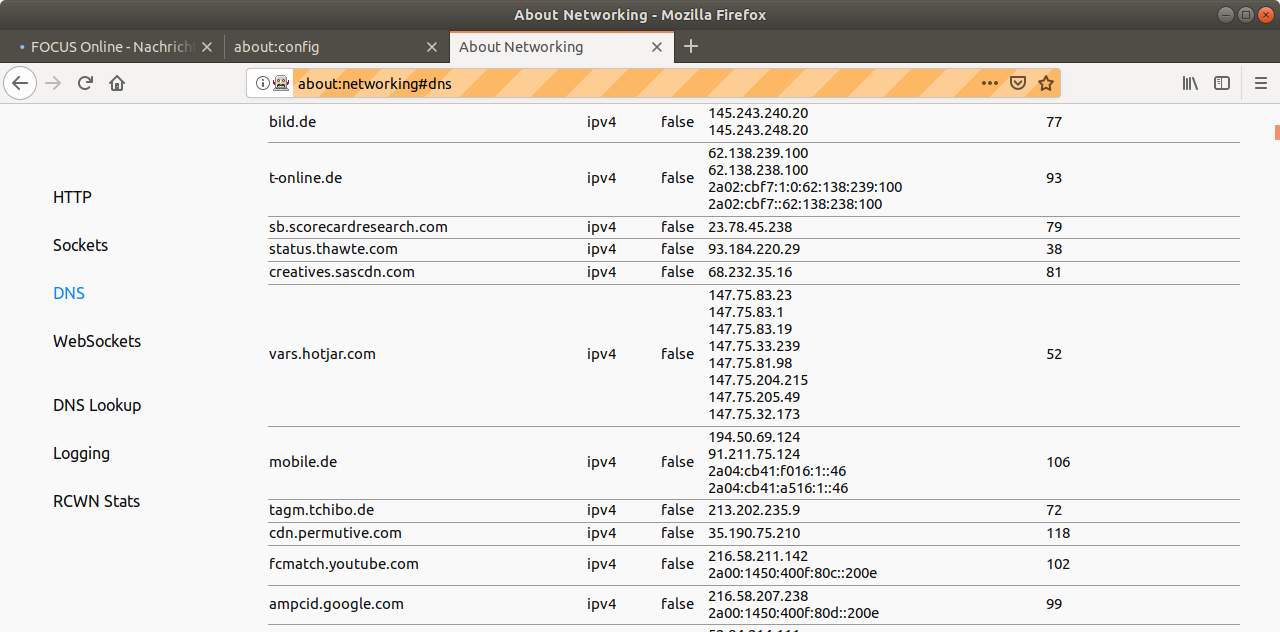 About Networking - Mozilla Firefox
FOCUS Online - Nachrich
about:config
About Networking
about:networking#dns
HTTP
Sockets
DNS
WebSockets
DNS Lookup
Logging
RCWN Stats
bild.de ipv4 false 145.243.240.20 77
145.243.248.20
t-online.de ipv4 false 62.138.239.100 93
62.138.238.100
2a02:cbf7:1:0:62:138:239:100
2a02:cbf7::62:138:238:100
sb.scorecardresearch.com ipv4 false 23.78.45.238 79
status.thawte.com ipv4 false 93.184.220.29 38
creatives.sascdn.com ipv4 false 68.232.35.16 81
vars.hotjar.com ipv4 false 147.75.83.23 52
147.75.83.1
147.75.83.19
147.75.33.239
147.75.81.98
147.75.204.215
147.75.205.49
147.75.32.173
mobile.de ipv4 false 194.50.69.124 106
91.211.75.124
2a04:cb41:f016:1::46
2a04:cb41:a516:1::46
tagm.tchibo.de ipv4 false 213.202.235.9 72
cdn.permutive.com ipv4 false 35.190.75.210 118
fcmatch.youtube.com ipv4 false 216.58.211.142 102
2a00:1450:400f:80c::200e
ampcid.google.com ipv4 false 216.58.207.238 99
2a00:1450:400f:80d::200e